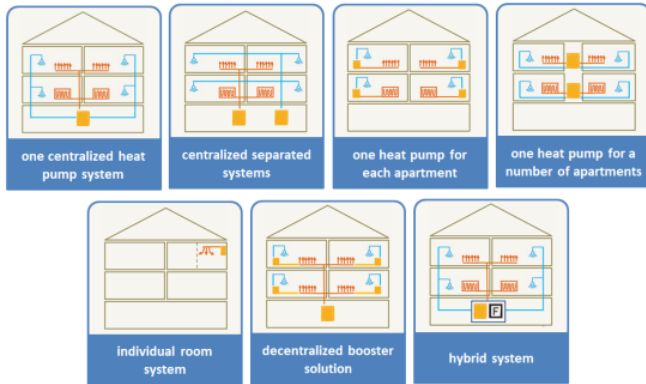 one centralized heat
pump system
centralized separated
systems
one heat pump for
each apartment
one heat pump for a
number of apartments
individual room
system
decentralized booster
solution
F
hybrid system